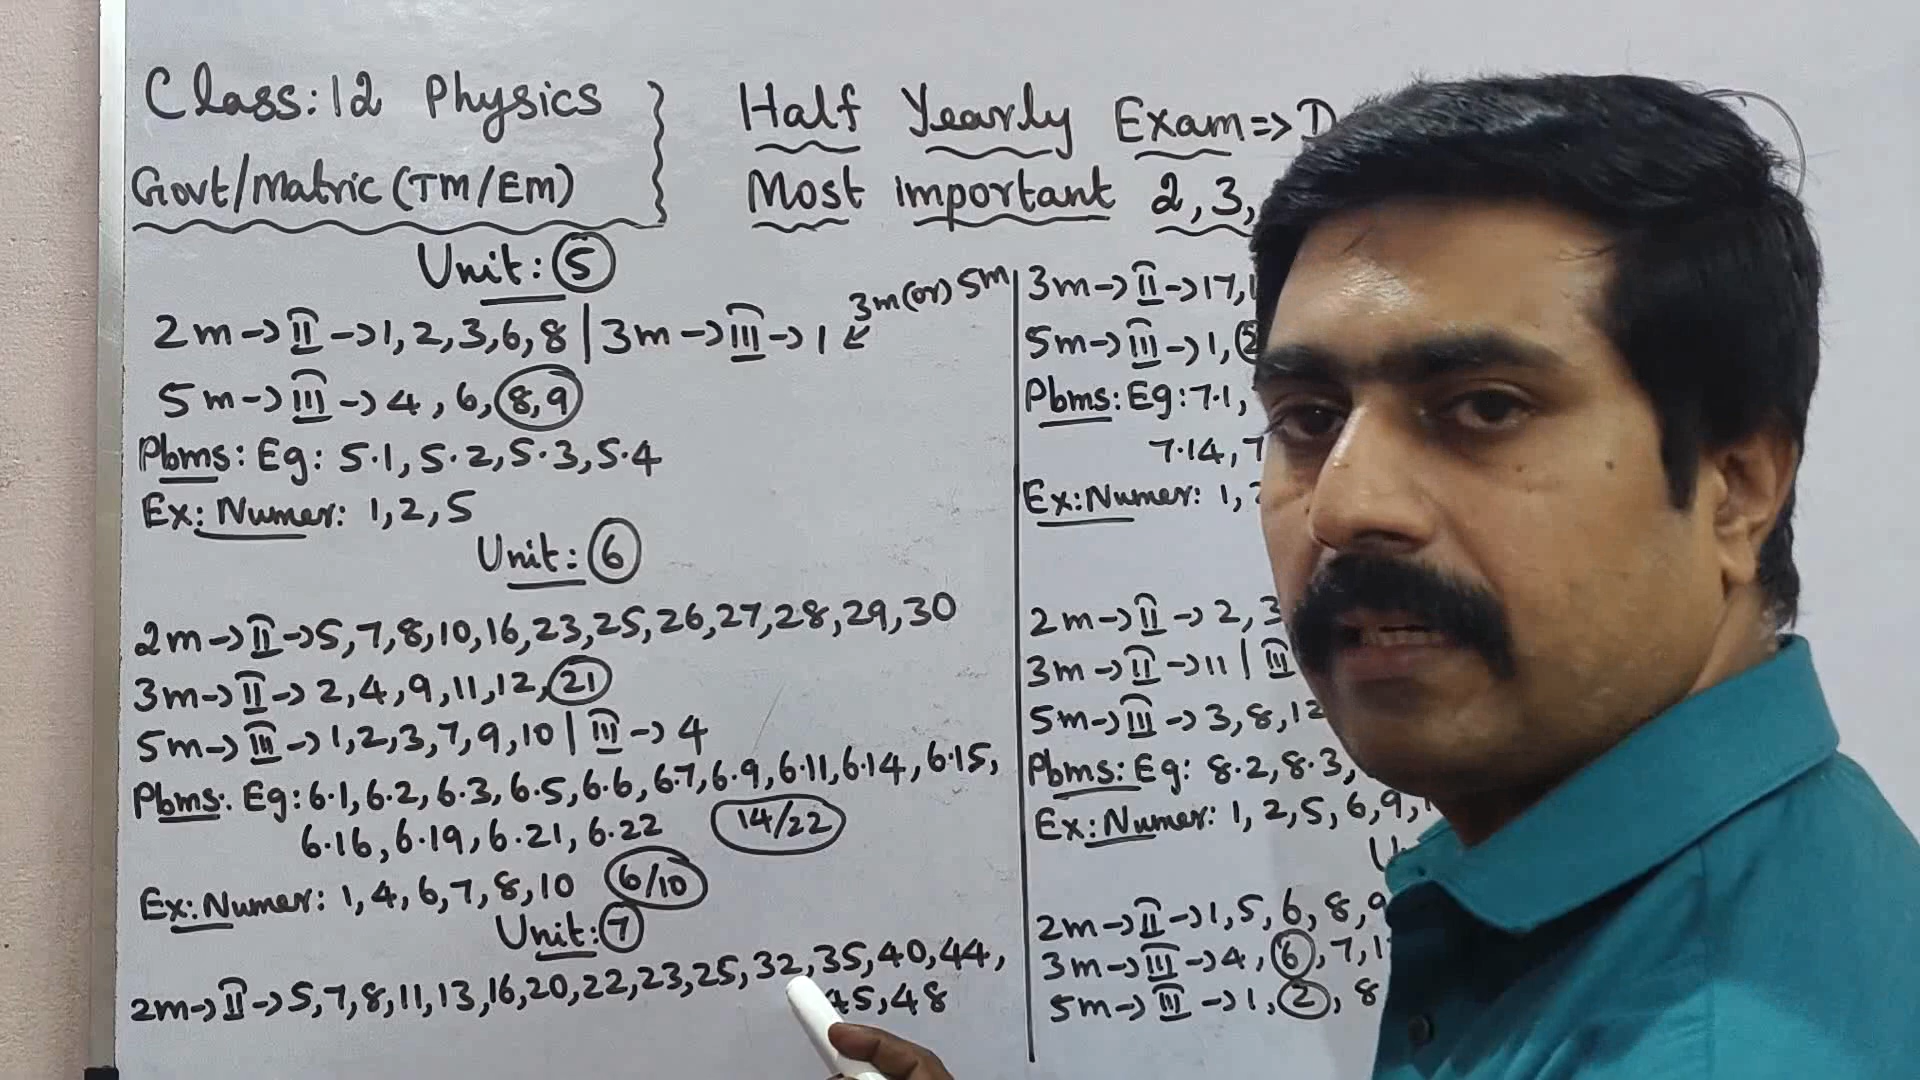 Class:12 Physics
Govt/Matric (TM/EM)
Half Yearly Exam=>
Most important 2,3,
Unit: 5
2m->II->1,2,3,6,8 | 3m->III->1
3m(or) 5m
5m->III->4,6,8,9
Pbms: Eg: 5.1,5.2,5.3,5.4
Ex: Numer: 1,2,5
Unit: 6
2m->II->5,7,8,10,16,23,25,26,27,28,29,30
3m->II->2,4,9,11,12,21
5m->III->1,2,3,7,9,10 | III->4
Pbms: Eg: 6.1,6.2,6.3,6.5,6.6,6.7,6.9,6.11,6.14,6.15,
6.16,6.19,6.21,6.22 14/22
Ex: Numer: 1,4,6,7,8,10 6/10
Unit: 7
2m->II->5,7,8,11,13,16,20,22,23,25,32,35,40,44,
45,48
3m->II->17,
5m->III->1,
Pbms: Eg: 7.1,
7.14,
Ex: Numer: 1,
2m->II->2,3
3m->II->11 | III
5m->III->3,8,12
Pbms: Eg: 8.2,8.3,
Ex: Numer: 1,2,5,6,9,
2m->II->1,5,6,8,9
3m->III->4,6,7,
5m->III->1,2,8